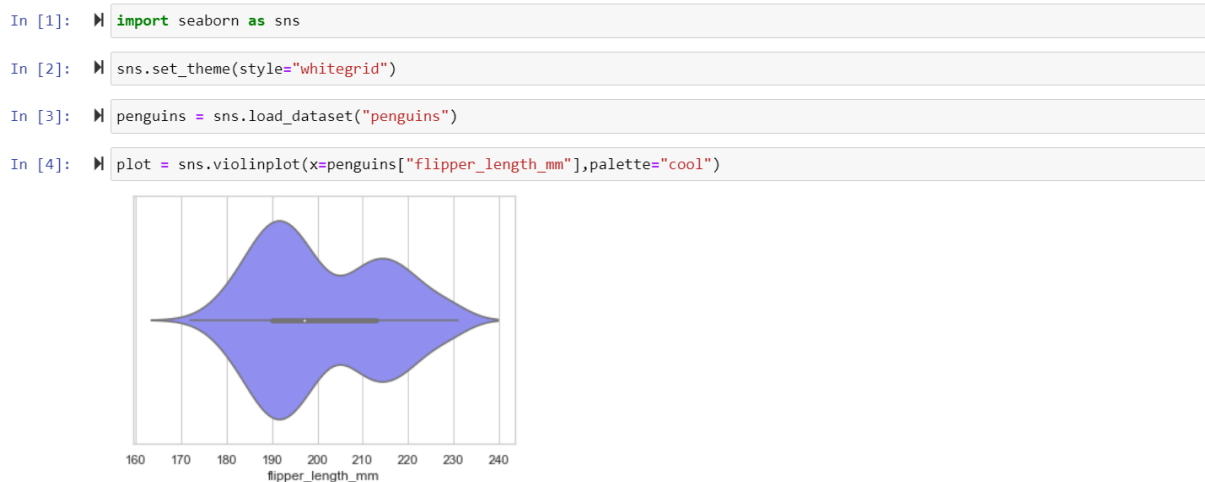 In [1]: import seaborn as sns
In [2]: sns.set_theme(style="whitegrid")
In [3]: penguins = sns.load_dataset("penguins")
In [4]: plot = sns.violinplot(x=penguins["flipper_length_mm"],palette="cool")
160 170 180 190 200 210 220 230 240
flipper_length_mm